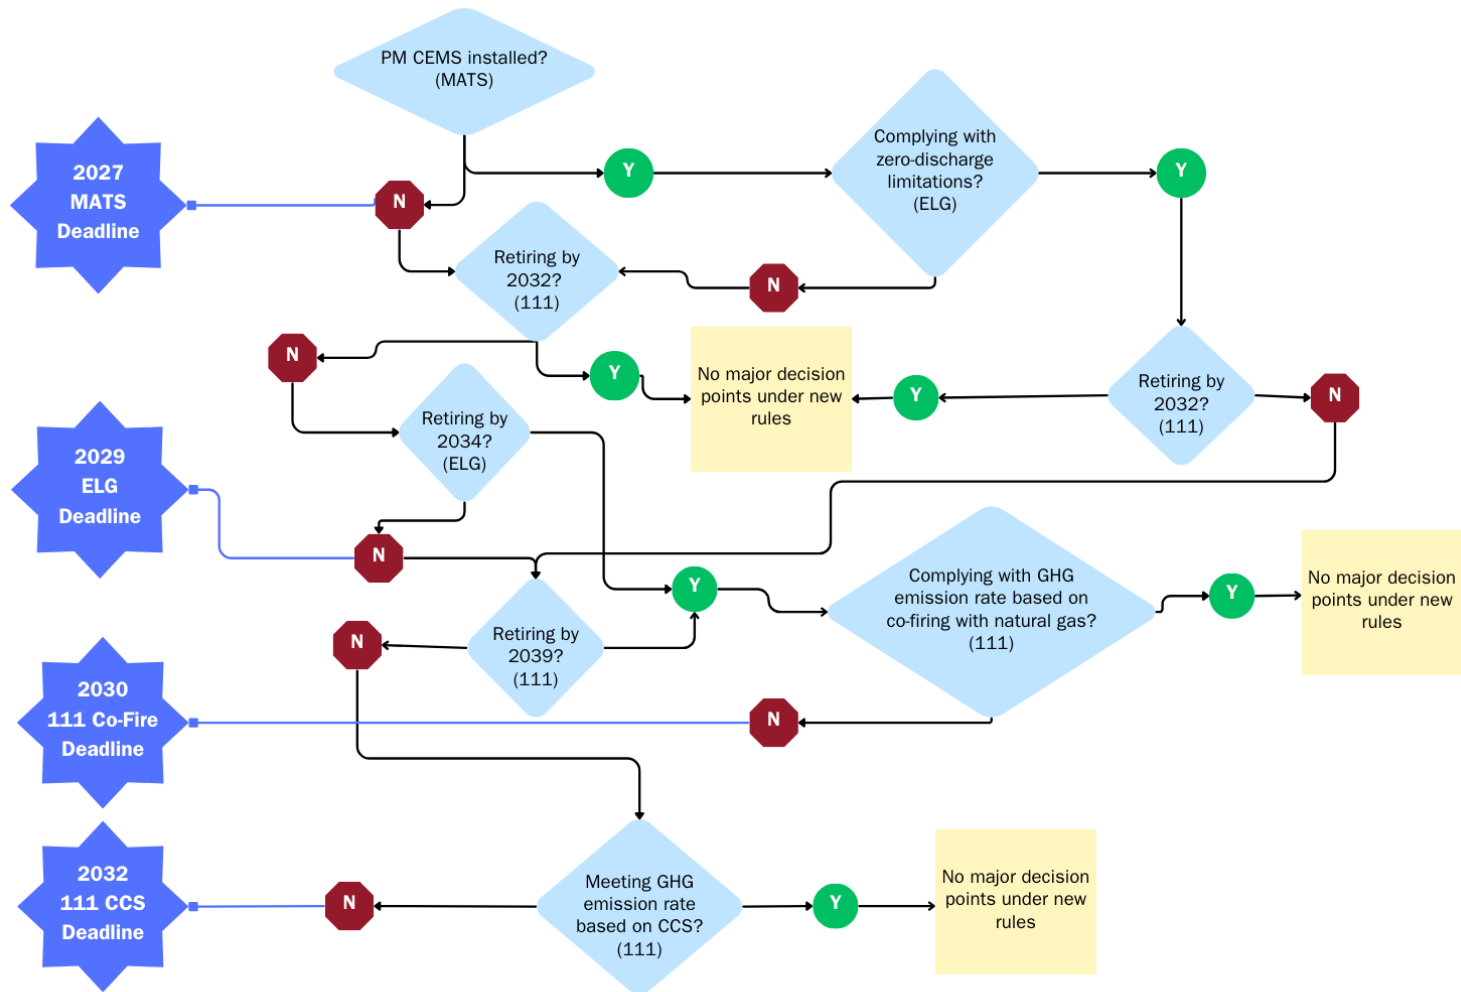 PM CEMS installed?
(MATS)
Complying with
zero-discharge
limitations?
(ELG)
Y
Y
2027
MATS
Deadline
N
Retiring by
2032?
(111)
N
N
Y
No major decision
points under new
rules
Y
Retiring by
2032?
(111)
N
Retiring by
2034?
(ELG)
2029
ELG
Deadline
N
Y
Complying with GHG
emission rate based on
co-firing with natural gas?
(111)
Y
No major decision
points under new
rules
N
Retiring by
2039?
(111)
2030
111 Co-Fire
Deadline
N
2032
111 CCS
Deadline
N
Meeting GHG
emission rate
based on CCS?
(111)
Y
No major decision
points under new
rules